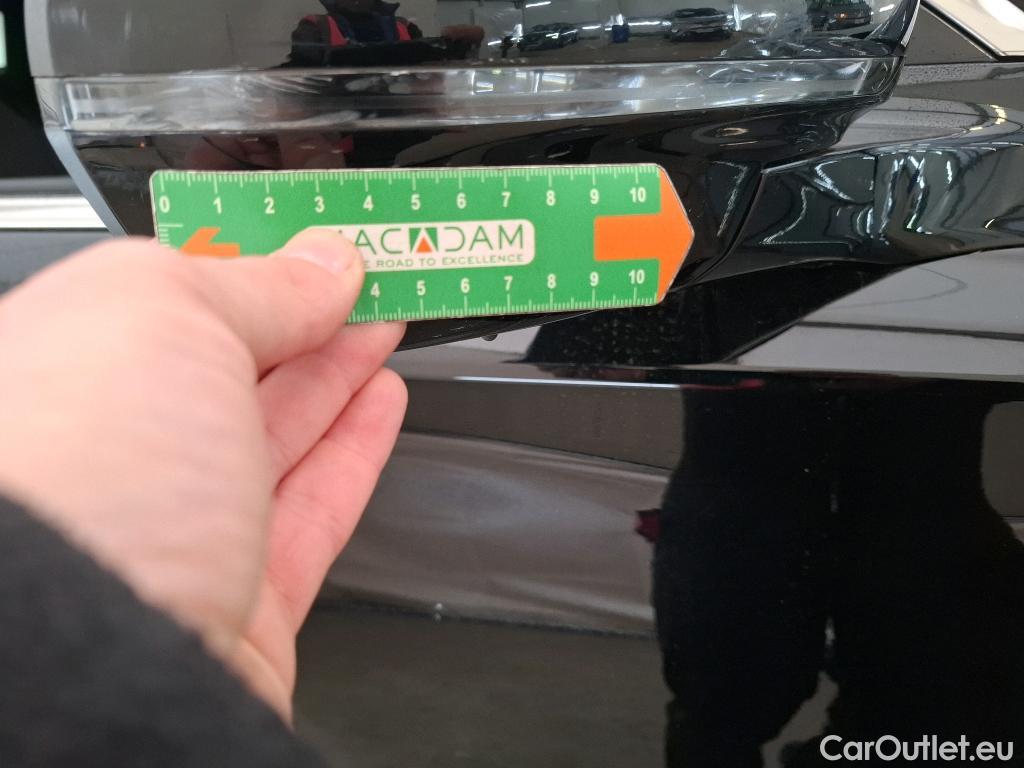 0 1 2 3 4 5 6 7 8 9 10
ACADAM
ROAD TO EXCELLENCE
4 5 6 7 8 9 10
CarOutlet.eu